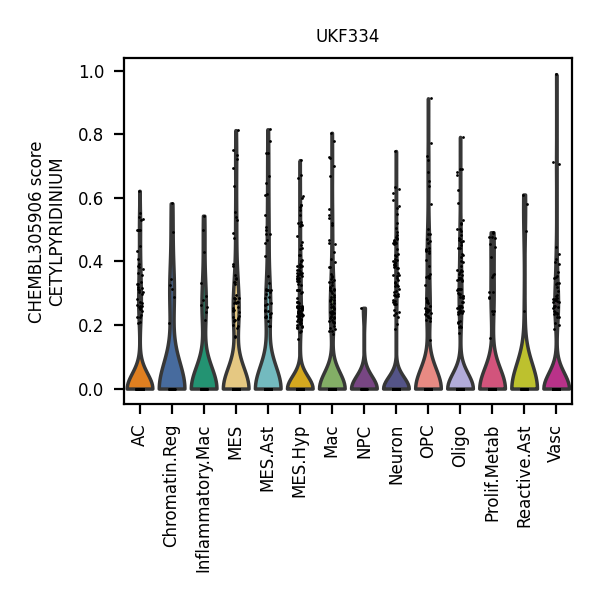 UKF334
CHEMBL305906 score
CETYLPYRIDINIUM
1.0
0.8
0.6
0.4
0.2
0.0
AC
Chromatin.Reg
Inflammatory.Mac
MES
MES.Ast
MES.Hyp
Mac
NPC
Neuron
OPC
Oligo
Prolif.Metab
Reactive.Ast
Vasc